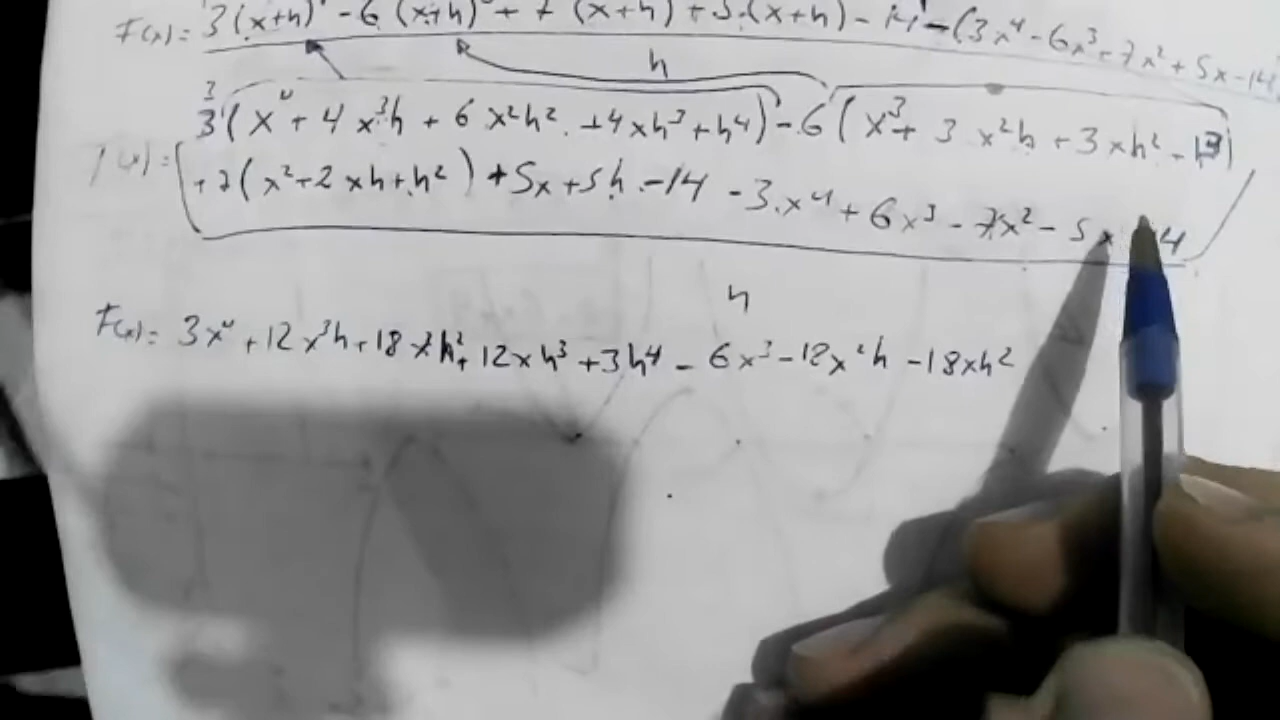 F(x) = 3(x+h) - 6(x+h) + 7(x+h) + 5(x+h) - 14 - (3x⁴ - 6x³ + 7x² + 5x - 14)
h
3(x⁴ + 4x³h + 6x²h² + 4xh³ + h⁴) - 6(x³ + 3x²h + 3xh²
+7(x² + 2xh + h²) + 5x + 5h - 14 - 3x⁴ + 6x³ - 7x² - 5x
h
F(x) = 3x⁴ + 12x³h + 18x²h² + 12xh³ + 3h⁴ - 6x³ - 18x²h - 18xh²